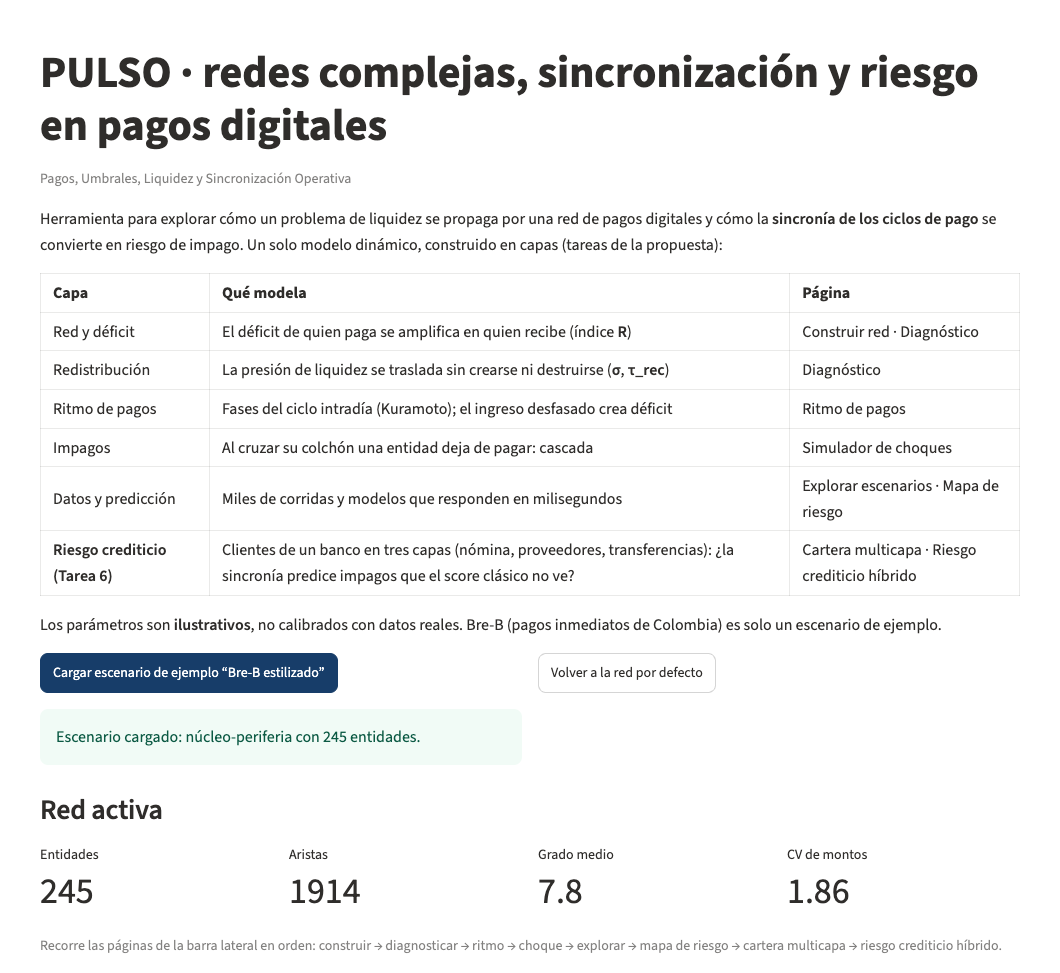 PULSO · redes complejas, sincronización y riesgo
en pagos digitales
Pagos, Umbrales, Liquidez y Sincronización Operativa
Herramienta para explorar cómo un problema de liquidez se propaga por una red de pagos digitales y cómo la sincronía de los ciclos de pago se
convierte en riesgo de impago. Un solo modelo dinámico, construido en capas (tareas de la propuesta):
Capa Qué modela Página
Red y déficit El déficit de quien paga se amplifica en quien recibe (índice R) Construir red · Diagnóstico
Redistribución La presión de liquidez se traslada sin crearse ni destruirse (σ, τ_rec) Diagnóstico
Ritmo de pagos Fases del ciclo intradía (Kuramoto); el ingreso desfasado crea déficit Ritmo de pagos
Impagos Al cruzar su colchón una entidad deja de pagar: cascada Simulador de choques
Datos y predicción Miles de corridas y modelos que responden en milisegundos Explorar escenarios · Mapa de
riesgo
Riesgo crediticio Clientes de un banco en tres capas (nómina, proveedores, transferencias): ¿la Cartera multicapa · Riesgo
(Tarea 6) sincronía predice impagos que el score clásico no ve? crediticio híbrido
Los parámetros son ilustrativos, no calibrados con datos reales. Bre-B (pagos inmediatos de Colombia) es solo un escenario de ejemplo.
Cargar escenario de ejemplo “Bre-B estilizado” Volver a la red por defecto
Escenario cargado: núcleo-periferia con 245 entidades.
Red activa
Entidades Aristas Grado medio CV de montos
245 1914 7.8 1.86
Recorre las páginas de la barra lateral en orden: construir → diagnosticar → ritmo → choque → explorar → mapa de riesgo → cartera multicapa → riesgo crediticio híbrido.